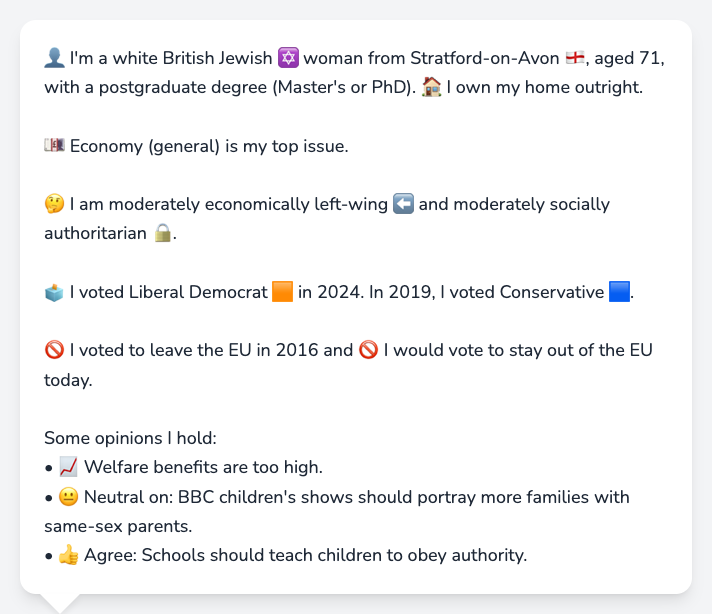 👤 I'm a white British Jewish ✡️ woman from Stratford-on-Avon 🏴󠁧󠁢󠁥󠁮󠁧󠁿, aged 71,
with a postgraduate degree (Master's or PhD). 🏠 I own my home outright.
💷 Economy (general) is my top issue.
🤔 I am moderately economically left-wing ⬅️ and moderately socially
authoritarian 🔒.
🗳️ I voted Liberal Democrat 🟧 in 2024. In 2019, I voted Conservative 🟦.
🚫 I voted to leave the EU in 2016 and 🚫 I would vote to stay out of the EU
today.
Some opinions I hold:
• 📈 Welfare benefits are too high.
• 😐 Neutral on: BBC children's shows should portray more families with
same-sex parents.
• 👍 Agree: Schools should teach children to obey authority.